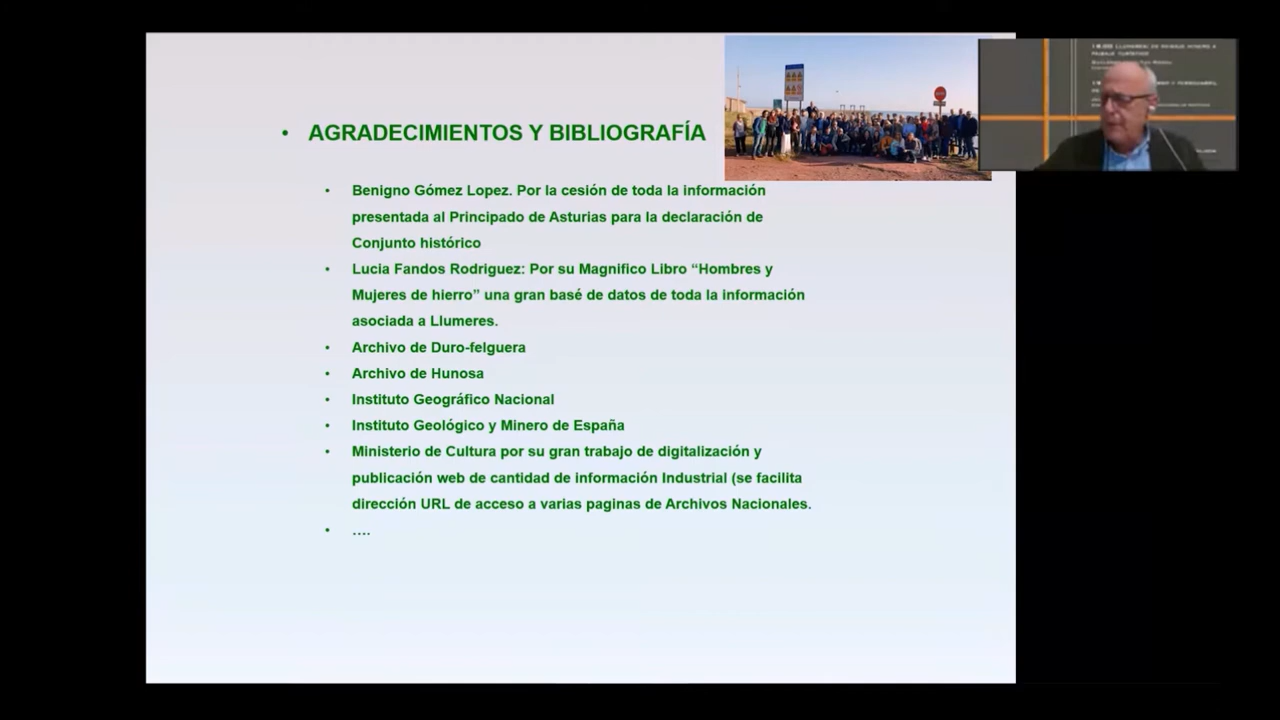 AGRADECIMIENTOS Y BIBLIOGRAFÍA
Benigno Gómez Lopez. Por la cesión de toda la información
presentada al Principado de Asturias para la declaración de
Conjunto histórico
Lucia Fandos Rodriguez: Por su Magnifico Libro “Hombres y
Mujeres de hierro” una gran basé de datos de toda la información
asociada a Llumeres.
Archivo de Duro-felguera
Archivo de Hunosa
Instituto Geográfico Nacional
Instituto Geológico y Minero de España
Ministerio de Cultura por su gran trabajo de digitalización y
publicación web de cantidad de información Industrial (se facilita
dirección URL de acceso a varias paginas de Archivos Nacionales.
....